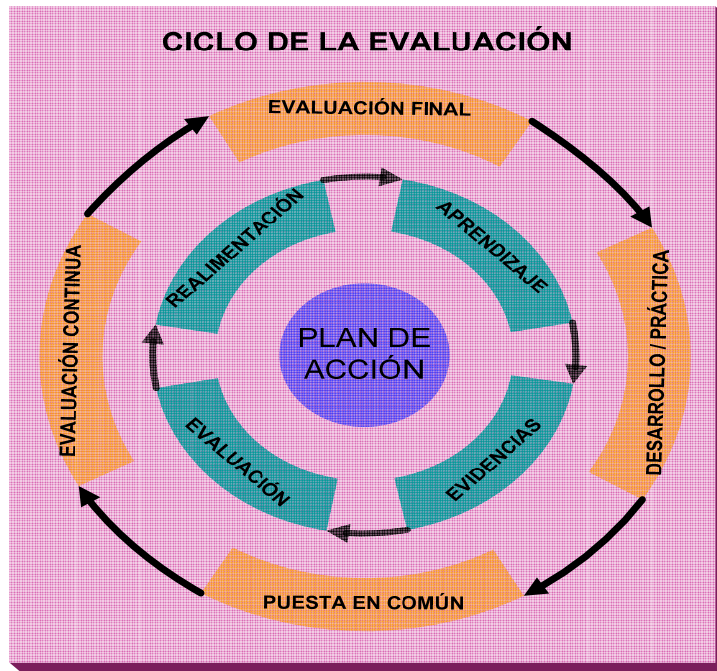 CICLO DE LA EVALUACIÓN
EVALUACIÓN FINAL
REALIMENTACIÓN
APRENDIZAJE
EVALUACIÓN CONTINUA
PLAN DE
ACCIÓN
DESARROLLO / PRÁCTICA
EVALUACIÓN
EVIDENCIAS
PUESTA EN COMÚN